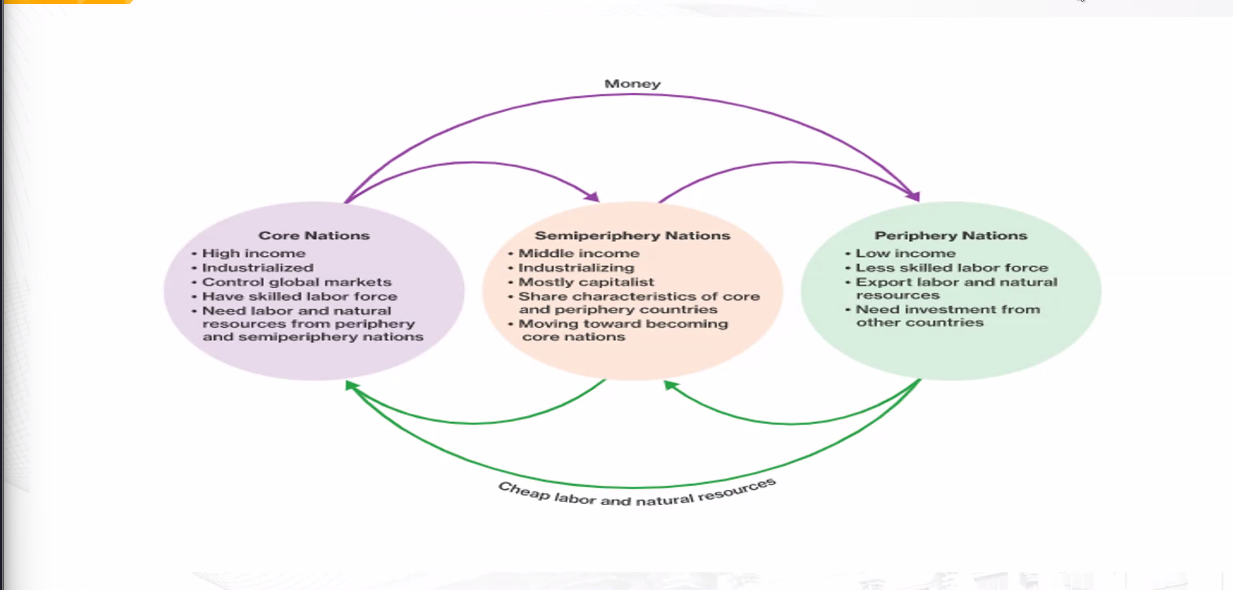 Money
Core Nations
• High income
• Industrialized
• Control global markets
• Have skilled labor force
• Need labor and natural
resources from periphery
and semiperiphery nations
Semiperiphery Nations
• Middle income
• Industrializing
• Mostly capitalist
• Share characteristics of core
and periphery countries
• Moving toward becoming
core nations
Periphery Nations
• Low income
• Less skilled labor force
• Export labor and natural
resources
• Need investment from
other countries
Cheap labor and natural resources